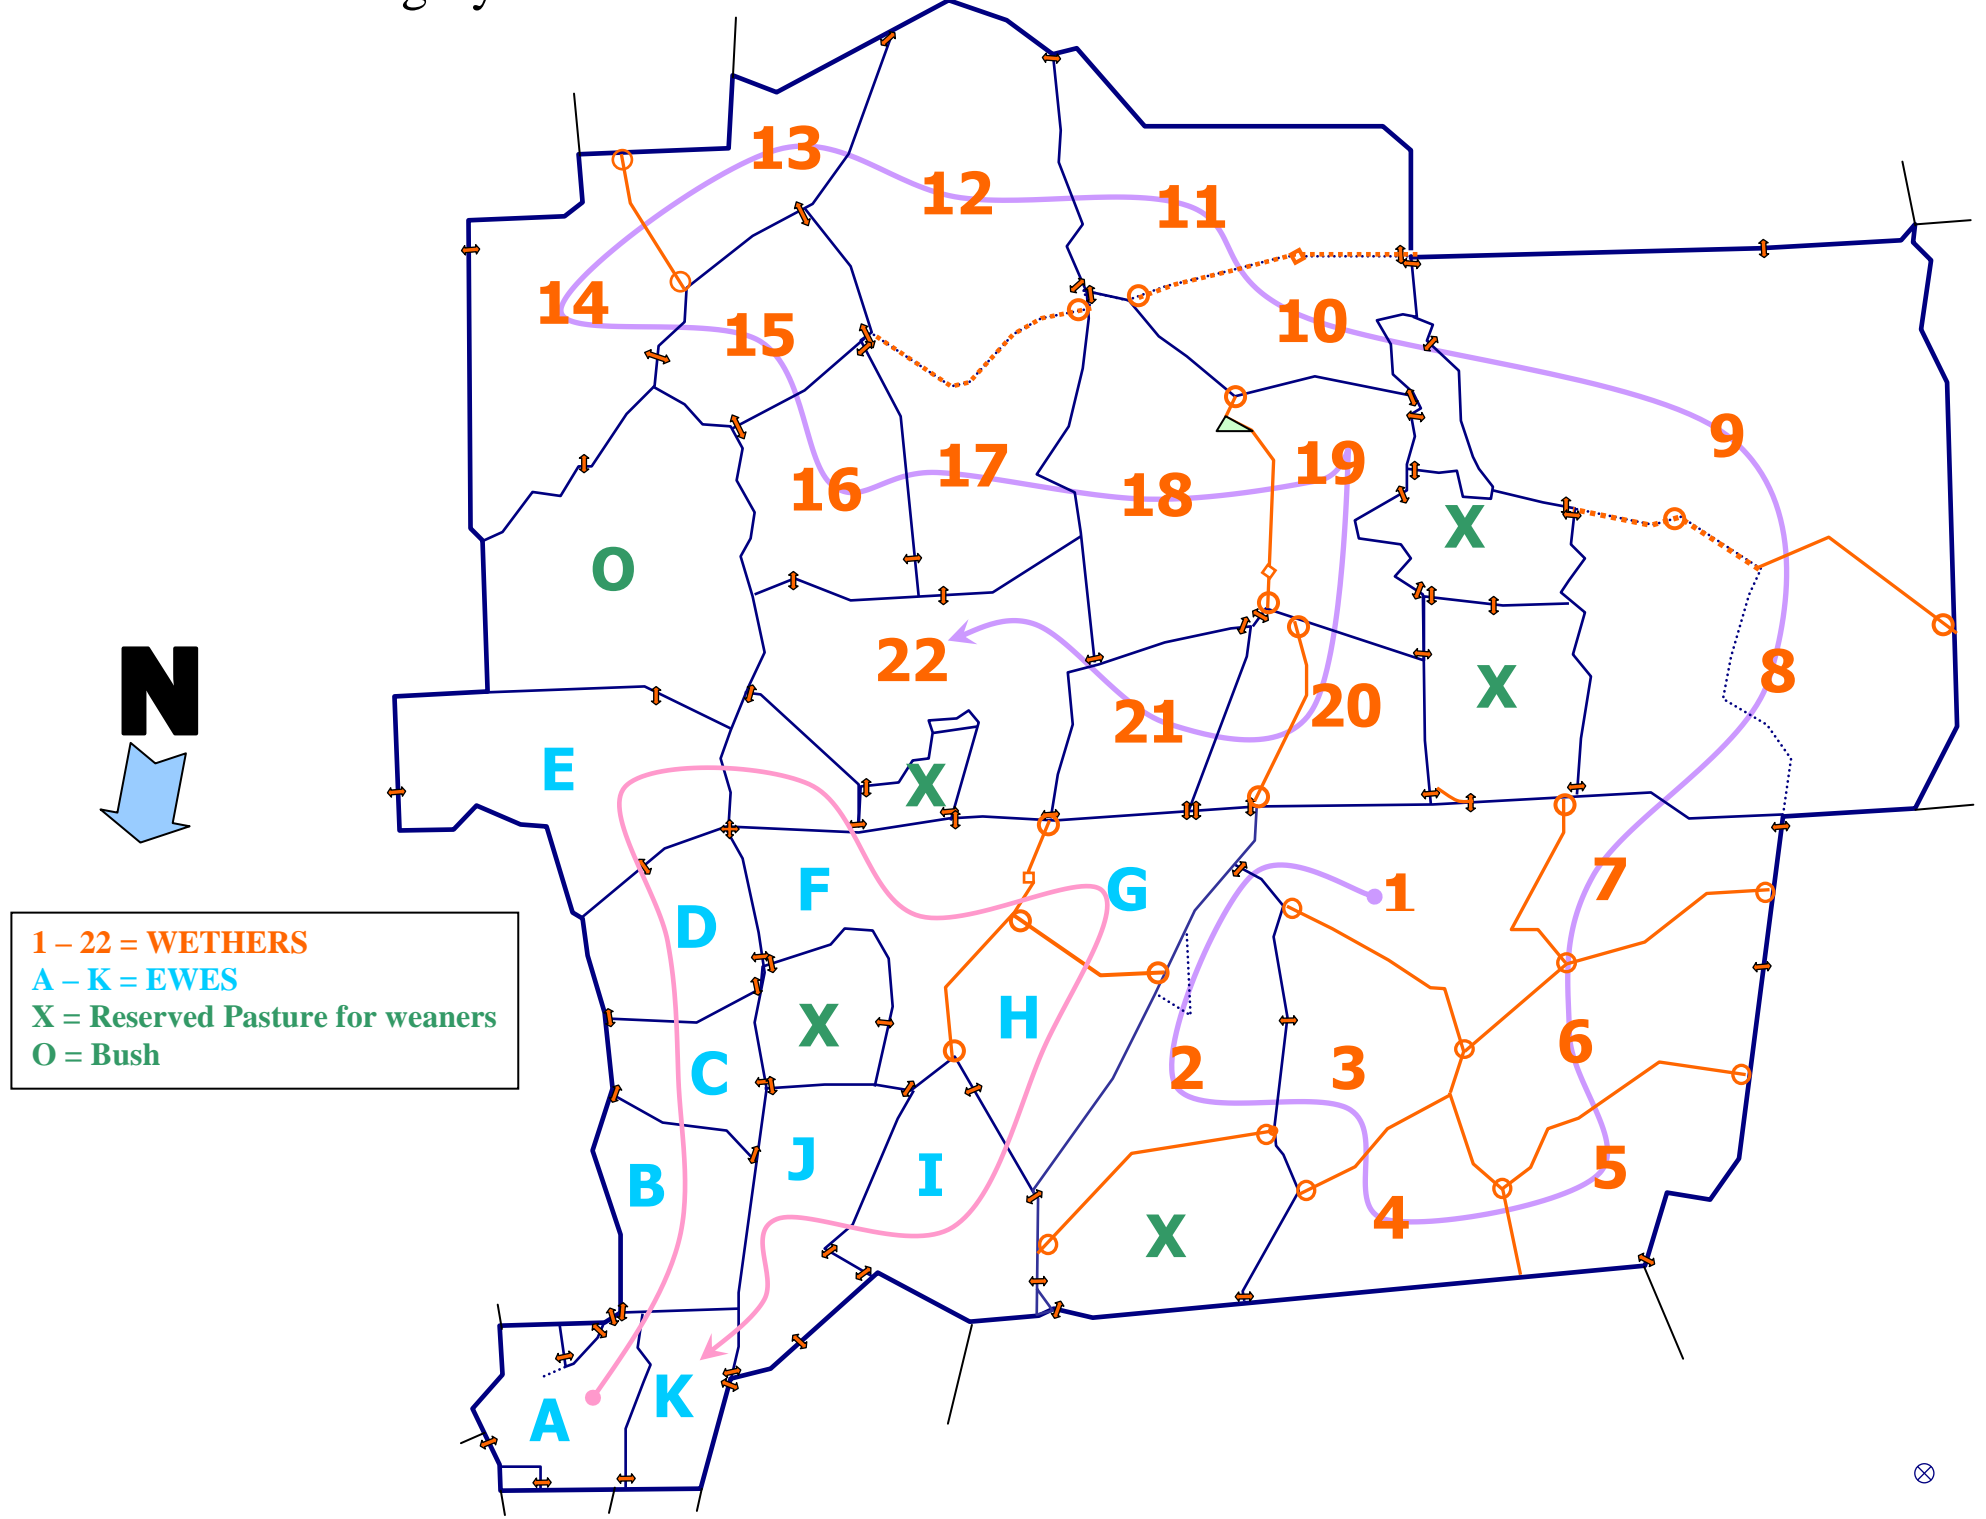 13
12
11
14
15
10
9
16
17
18
19
X
O
22
21
20
X
8
N
E
X
F
G
1
7
D
X
H
2
3
6
C
J
I
B
X
4
5
A
K
1 – 22 = WETHERS
A – K = EWES
X = Reserved Pasture for weaners
O = Bush